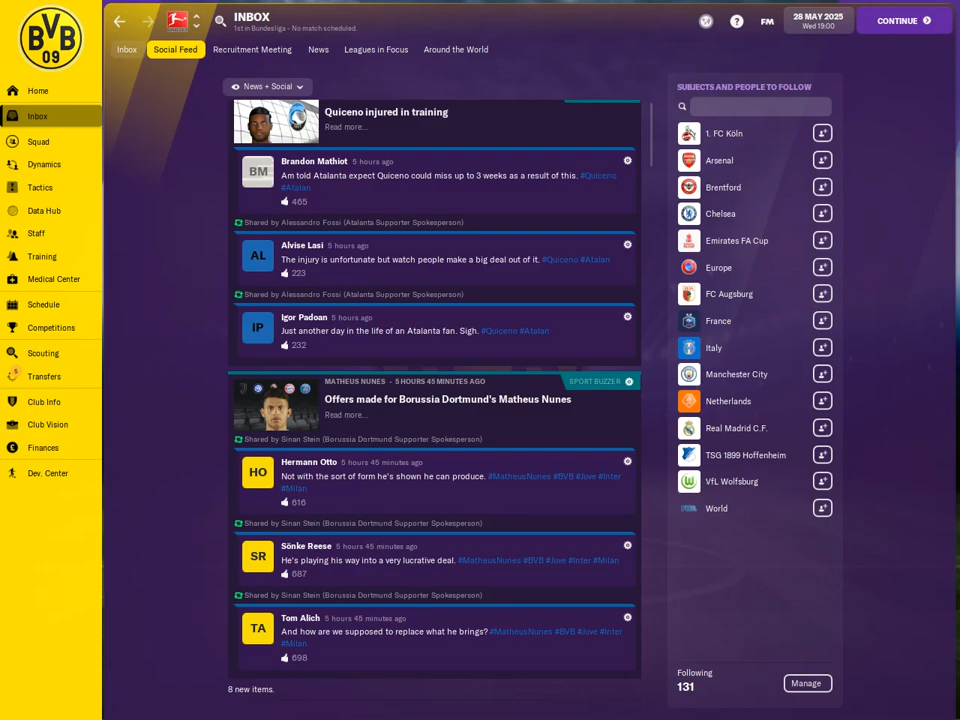 BVB
09
INBOX
1st in Bundesliga - No match scheduled.
?
FM
28 MAY 2025
Wed 19:00
CONTINUE
Inbox
Social Feed
Recruitment Meeting
News
Leagues in Focus
Around the World
Home
Inbox
Squad
Dynamics
Tactics
Data Hub
Staff
Training
Medical Center
Schedule
Competitions
Scouting
Transfers
Club Info
Club Vision
Finances
Dev. Center
News + Social
Quiceno injured in training
Read more...
BM
Brandon Mathiot 5 hours ago
Am told Atalanta expect Quiceno could miss up to 3 weeks as a result of this. #Quiceno
#Atalan
465
Shared by Alessandro Fossi (Atalanta Supporter Spokesperson)
AL
Alvise Lasi 5 hours ago
The injury is unfortunate but watch people make a big deal out of it. #Quiceno #Atalan
223
Shared by Alessandro Fossi (Atalanta Supporter Spokesperson)
IP
Igor Padoan 5 hours ago
Just another day in the life of an Atalanta fan. Sigh. #Quiceno #Atalan
232
MATHEUS NUNES - 5 HOURS 45 MINUTES AGO
SPORT BUZZER
Offers made for Borussia Dortmund's Matheus Nunes
Read more...
Shared by Sinan Stein (Borussia Dortmund Supporter Spokesperson)
HO
Hermann Otto 5 hours 45 minutes ago
Not with the sort of form he's shown he can produce. #MatheusNunes #BVB #Juve #Inter
#Milan
616
Shared by Sinan Stein (Borussia Dortmund Supporter Spokesperson)
SR
Sönke Reese 5 hours 45 minutes ago
He's playing his way into a very lucrative deal. #MatheusNunes #BVB #Juve #Inter #Milan
687
Shared by Sinan Stein (Borussia Dortmund Supporter Spokesperson)
TA
Tom Alich 5 hours 45 minutes ago
And how are we supposed to replace what he brings? #MatheusNunes #BVB #Juve #Inter
#Milan
698
8 new items.
SUBJECTS AND PEOPLE TO FOLLOW
1. FC Köln
Arsenal
Brentford
Chelsea
Emirates FA Cup
Europe
FC Augsburg
France
Italy
Manchester City
Netherlands
Real Madrid C.F.
TSG 1899 Hoffenheim
VfL Wolfsburg
World
Following
131
Manage